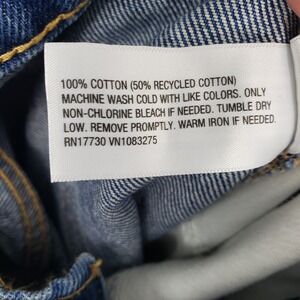 100% COTTON (50% RECYCLED COTTON)
MACHINE WASH COLD WITH LIKE COLORS. ONLY
NON-CHLORINE BLEACH IF NEEDED. TUMBLE DRY
LOW. REMOVE PROMPTLY. WARM IRON IF NEEDED.
RN17730 VN1083275